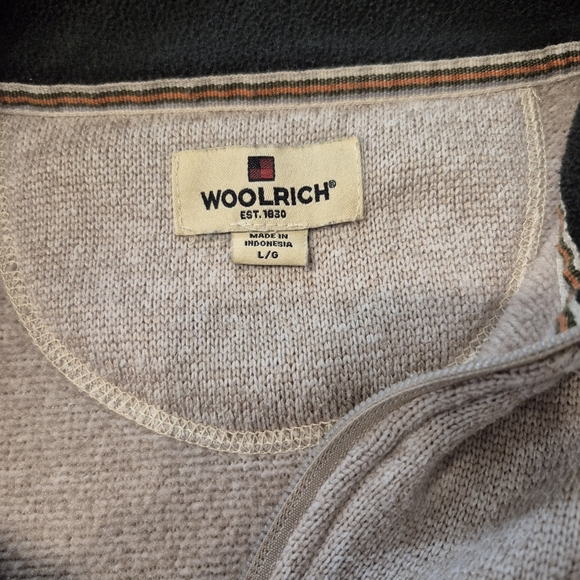 WOOLRICH®
EST. 1830
MADE IN
INDONESIA
L/G